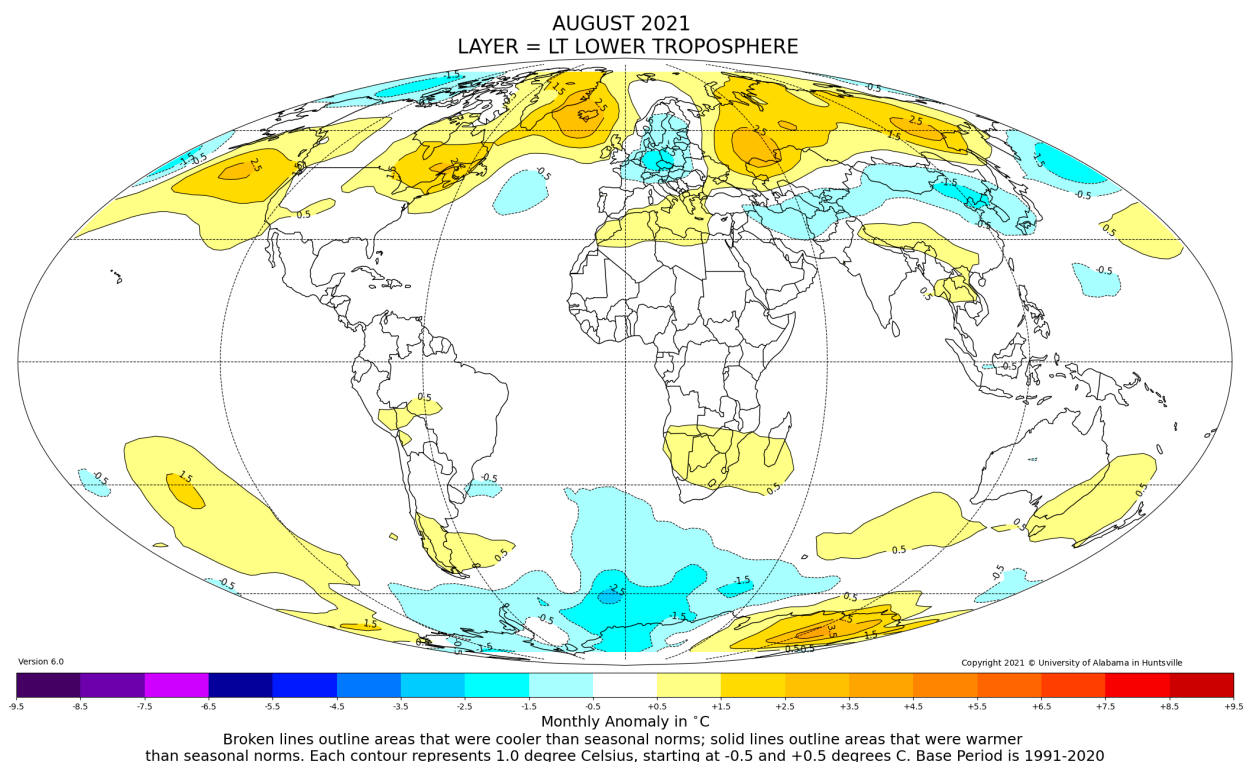 AUGUST 2021
LAYER = LT LOWER TROPOSPHERE
Version 6.0
Copyright 2021 © University of Alabama in Huntsville
-9.5 -8.5 -7.5 -6.5 -5.5 -4.5 -3.5 -2.5 -1.5 -0.5 +0.5 +1.5 +2.5 +3.5 +4.5 +5.5 +6.5 +7.5 +8.5 +9.5
Monthly Anomaly in °C
Broken lines outline areas that were cooler than seasonal norms; solid lines outline areas that were warmer
than seasonal norms. Each contour represents 1.0 degree Celsius, starting at -0.5 and +0.5 degrees C. Base Period is 1991-2020